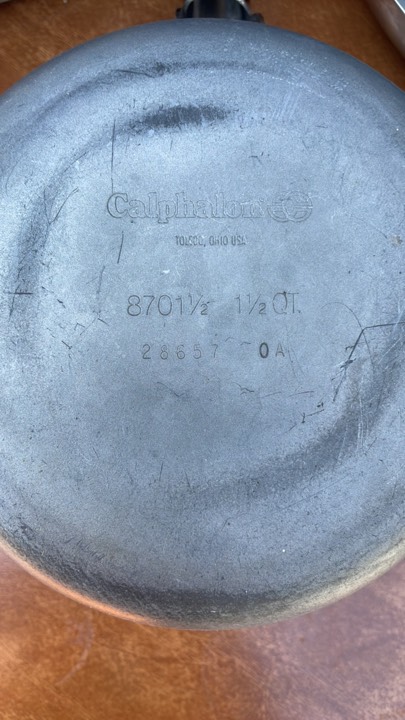 Calphalon
TOLEDO, OHIO USA
8701½ 1½ QT.
28657 0A